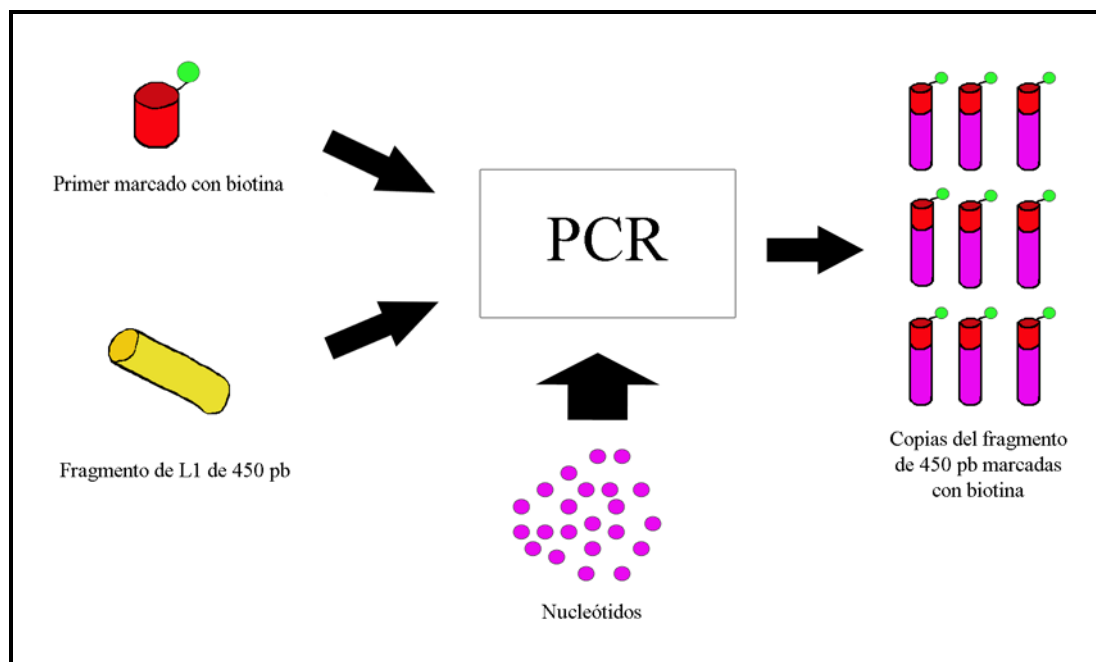 Primer marcado con biotina
Fragmento de L1 de 450 pb
PCR
Nucleótidos
Copias del fragmento
de 450 pb marcadas
con biotina